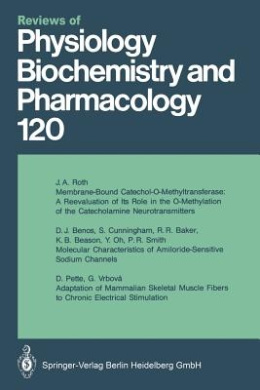 Reviews of
Physiology
Biochemistry and
Pharmacology
120
J. A. Roth
Membrane-Bound Catechol-O-Methyltransferase:
A Reevaluation of Its Role in the O-Methylation
of the Catecholamine Neurotransmitters
D. J. Benos, S. Cunningham, R. R. Baker,
K. B. Beason, Y. Oh, P. R. Smith
Molecular Characteristics of Amiloride-Sensitive
Sodium Channels
D. Pette, G. Vrbová
Adaptation of Mammalian Skeletal Muscle Fibers
to Chronic Electrical Stimulation
Springer-Verlag Berlin Heidelberg GmbH